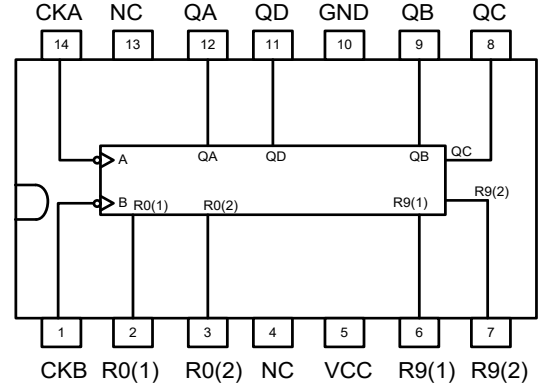 CKA NC QA QD GND QB QC
14 13 12 11 10 9 8
A QA QD QB QC
B R0(1) R0(2) R9(1) R9(2)
1 2 3 4 5 6 7
CKB R0(1) R0(2) NC VCC R9(1) R9(2)